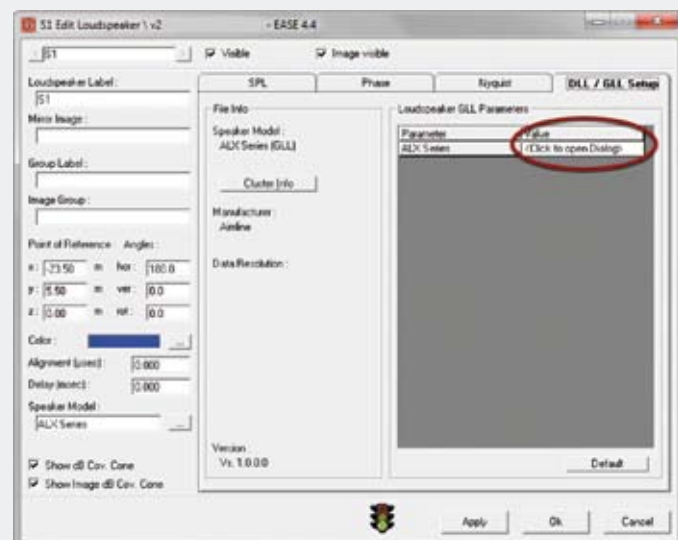 S1 Edit Loudspeaker \ v2 - EASE 4.4
S1
Visible
Image visible
Loudspeaker Label :
S1
Mirror Image :
Group Label :
Image Group :
Point of Reference Angles :
x : -23.50 m hor: 180.0
y : 5.50 m ver: 0.0
z : 0.00 m rot: 0.0
Color :
...
Alignment [µsec] : 0.000
Delay [msec] : 0.000
Speaker Model :
ALX Series ...
Show dB Cov. Cone
Show Image dB Cov. Cone
SPL Phase Nyquist DLL / GLL Setup
File Info
Speaker Model :
ALX Series (GLL)
Cluster Info
Manufacturer :
Airline
Data Resolution :
Version :
Vs. 1.0.0.0
Loudspeaker GLL Parameters
Parameter Value
ALX Series <Click to open Dialog>
Default
Apply Ok Cancel